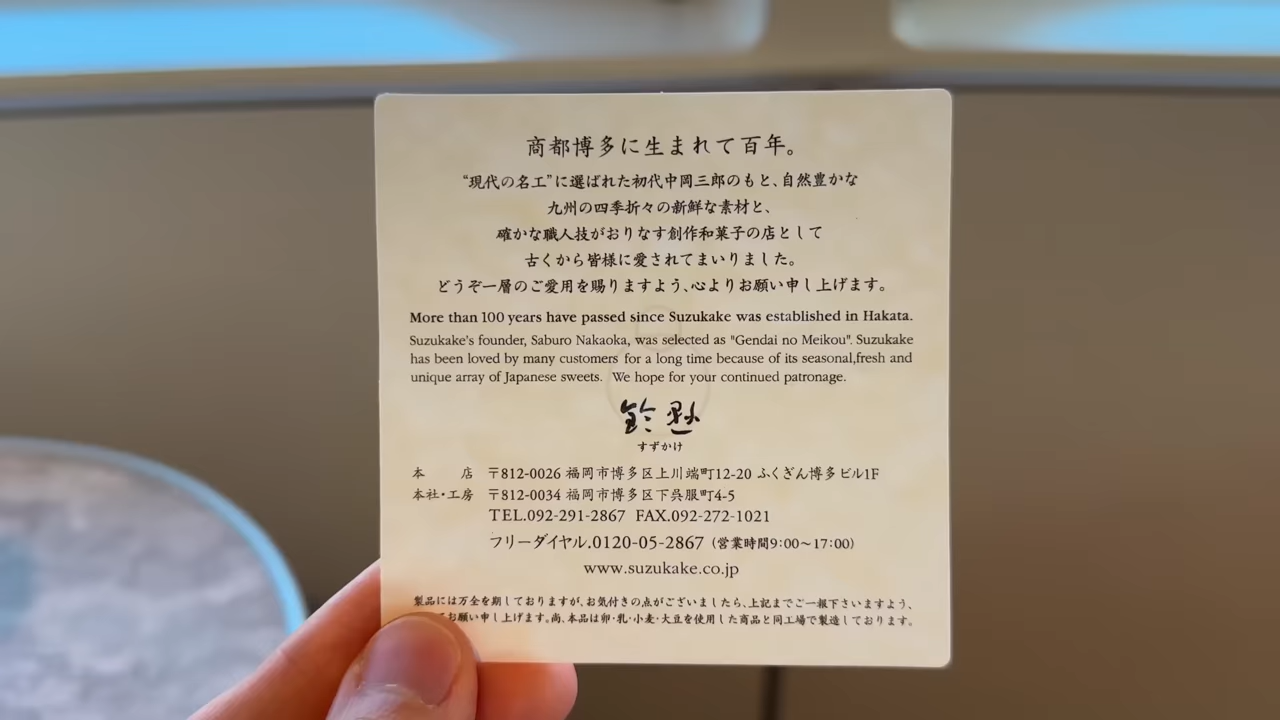 商都博多に生まれて百年。
“現代の名工”に選ばれた初代中岡三郎のもと、自然豊かな
九州の四季折々の新鮮な素材と、
確かな職人技がおりなす創作和菓子の店として
古くから皆様に愛されてまいりました。
どうぞ一層のご愛用を賜りますよう、心よりお願い申し上げます。
More than 100 years have passed since Suzukake was established in Hakata.
Suzukake's founder, Saburo Nakaoka, was selected as "Gendai no Meikou". Suzukake
has been loved by many customers for a long time because of its seasonal,fresh and
unique array of Japanese sweets. We hope for your continued patronage.
鈴懸
すずかけ
本 店 〒812-0026 福岡市博多区上川端町12-20 ふくぎん博多ビル1F
本社・工房 〒812-0034 福岡市博多区下呉服町4-5
TEL.092-291-2867 FAX.092-272-1021
フリーダイヤル.0120-05-2867（営業時間9:00〜17:00）
www.suzukake.co.jp
製品には万全を期しておりますが、お気付きの点がございましたら、上記までご一報下さいますよう、
お願い申し上げます。尚、本品は卵・乳・小麦・大豆を使用した商品と同工場で製造しております。